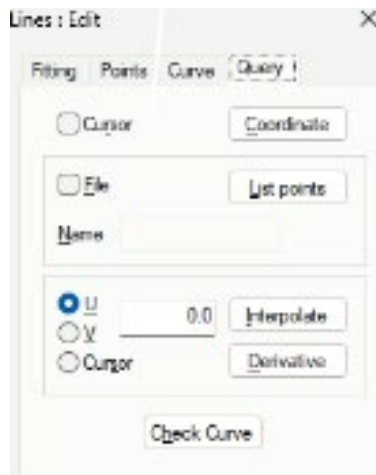 Lines : Edit
Fitting Points Curve Query
Cursor Coordinate
File List points
Name
U
0.0 Interpolate
V
Cursor Derivative
Check Curve